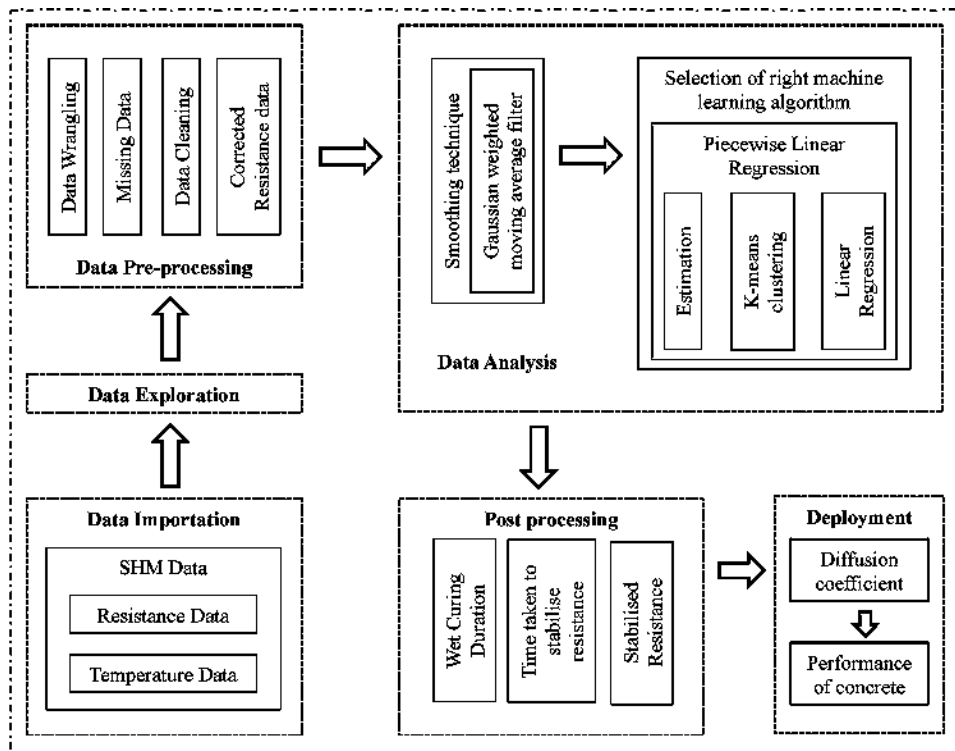 Data Wrangling
Missing Data
Data Cleaning
Corrected
Resistance data
Data Pre-processing
Smoothing technique
Gaussian weighted
moving average filter
Selection of right machine
learning algorithm
Piecewise Linear
Regression
Estimation
K-means
clustering
Linear
Regression
Data Analysis
Data Exploration
Data Importation
SHM Data
Resistance Data
Temperature Data
Post processing
Wet Curing
Duration
Time taken to
stabilise
resistance
Stabilised
Resistance
Deployment
Diffusion
coefficient
Performance
of concrete